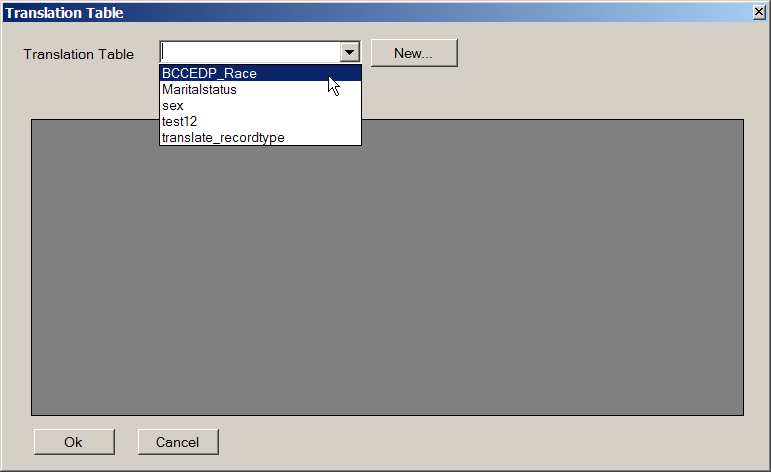 Translation Table
Translation Table
New...
BCCEDP_Race
Maritalstatus
sex
test12
translate_recordtype
Ok
Cancel